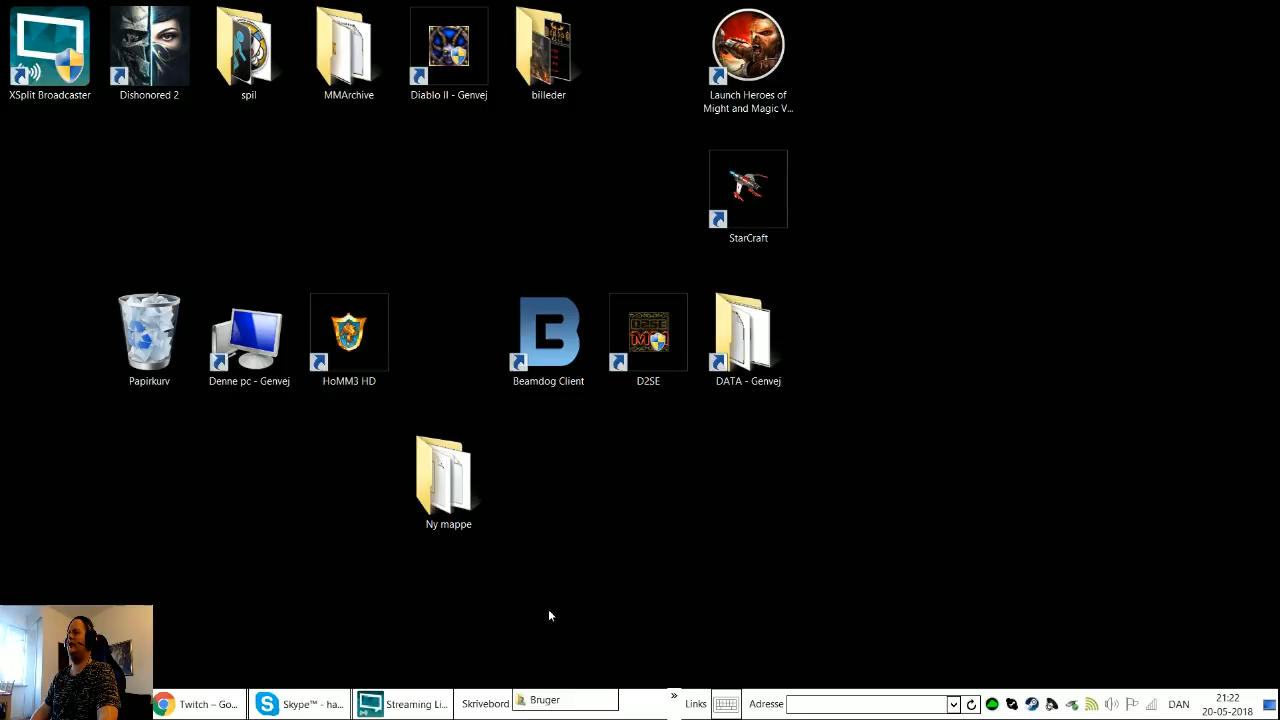 XSplit Broadcaster
Dishonored 2
spil
MMArchive
Diablo II - Genvej
billeder
Launch Heroes of
Might and Magic V...
StarCraft
Papirkurv
Denne pc - Genvej
HoMM3 HD
Beamdog Client
D2SE
D2SE
DATA - Genvej
Ny mappe
Twitch – Go...
Skype™ - ha...
Streaming Li...
Skrivebord
Bruger
»
Links
Adresse
DAN
21:22
20-05-2018